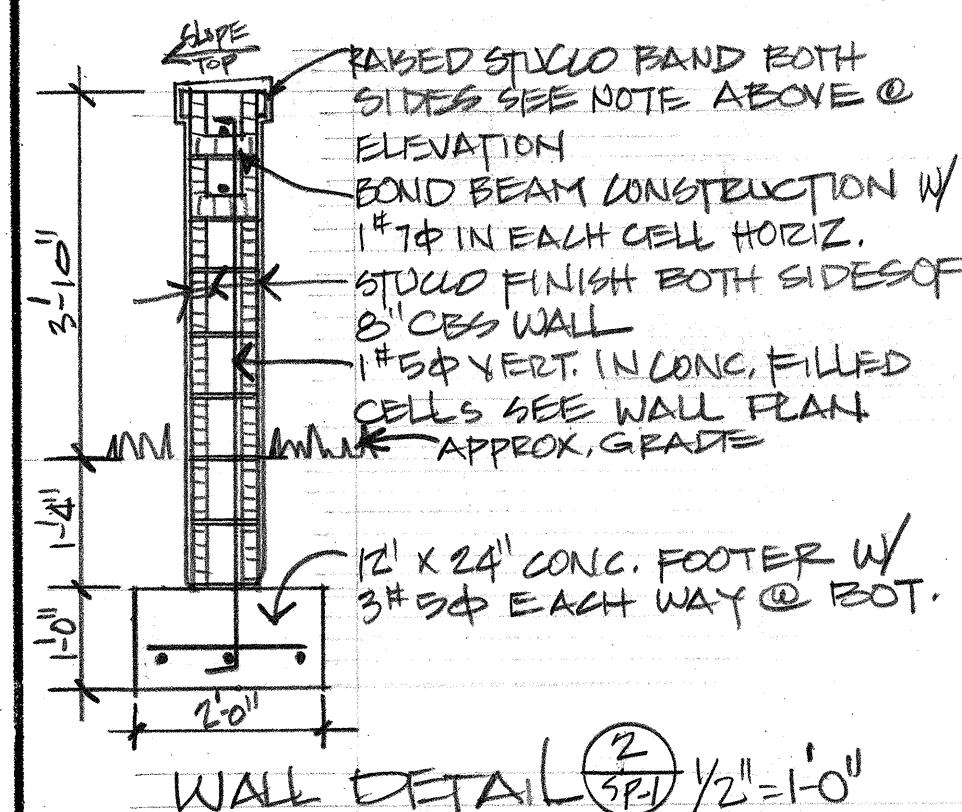 SLOPE
TOP
RAISED STUCCO BAND BOTH
SIDES SEE NOTE ABOVE @
ELEVATION
BOND BEAM CONSTRUCTION W/
1#7⌀ IN EACH CELL HORIZ.
STUCCO FINISH BOTH SIDES OF
8" CBS WALL
1#5⌀ VERT. IN CONC. FILLED
CELLS SEE WALL PLAN
APPROX. GRADE
12" X 24" CONC. FOOTER W/
3#5⌀ EACH WAY @ BOT.
3'-10"
1'-4"
1'-0"
2'-0"
WALL DETAIL 2 1/2"=1'-0"
SP-1